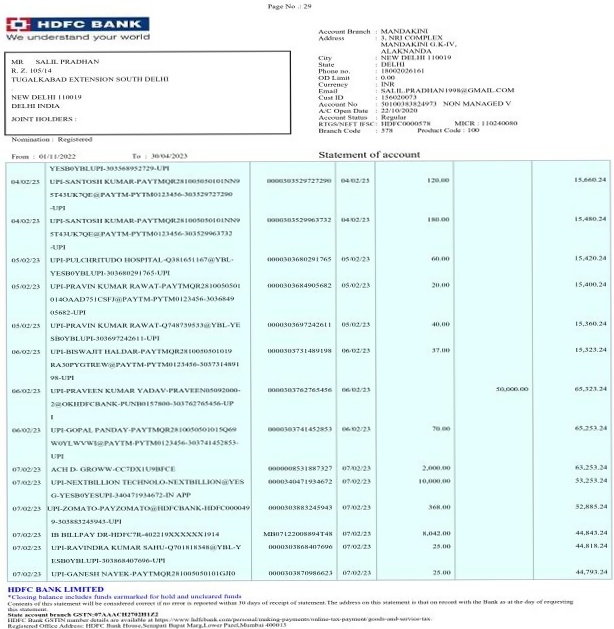 Page No .: 29
HDFC BANK
We understand your world
MR SALIL PRADHAN
R. Z. 105/14
TUGALKABAD EXTENSION SOUTH DELHI
NEW DELHI 110019
DELHI INDIA
JOINT HOLDERS :
Nomination : Registered
Account Branch : MANDAKINI
Address : 3, NRI COMPLEX
MANDAKINI G.K-IV,
ALAKNANDA
City : NEW DELHI 110019
State : DELHI
Phone no. : 18002026161
OD Limit : 0.00
Currency : INR
Email : SALIL.PRADHAN1998@GMAIL.COM
Cust ID : 156020073
Account No : 50100383824973 NON MANAGED V
A/C Open Date : 22/10/2020
Account Status : Regular
RTGS/NEFT IFSC: HDFC0000578 MICR : 110240080
Branch Code : 578 Product Code : 100
From : 01/11/2022 To : 30/04/2023 Statement of account
YESB0YBLUPI-303568952729-UPI
04/02/23 UPI-SANTOSH KUMAR-PAYTMQR281005050101NN9 0000303529727290 04/02/23 120.00 15,660.24
5T43UK7QE@PAYTM-PYTM0123456-303529727290
-UPI
04/02/23 UPI-SANTOSH KUMAR-PAYTMQR281005050101NN9 0000303529963732 04/02/23 180.00 15,480.24
5T43UK7QE@PAYTM-PYTM0123456-303529963732
-UPI
05/02/23 UPI-PULCHRITUDO HOSPITAL-Q381651167@YBL- 0000303680291765 05/02/23 60.00 15,420.24
YESB0YBLUPI-303680291765-UPI
05/02/23 UPI-PRAVIN KUMAR RAWAT-PAYTMQR2810050501 0000303684905682 05/02/23 20.00 15,400.24
014OAAD751CSFJ@PAYTM-PYTM0123456-3036849
05682-UPI
05/02/23 UPI-PRAVIN KUMAR RAWAT-Q748739533@YBL-YE 0000303697242611 05/02/23 40.00 15,360.24
SB0YBLUPI-303697242611-UPI
06/02/23 UPI-BISWAJIT HALDAR-PAYTMQR2810050501019 0000303731489198 06/02/23 37.00 15,323.24
RA30PYGTREW@PAYTM-PYTM0123456-3037314891
98-UPI
06/02/23 UPI-PRAVEEN KUMAR YADAV-PRAVEEN05092000- 0000303762765456 06/02/23 50,000.00 65,323.24
2@OKHDFCBANK-PUNB0157800-303762765456-UP
I
06/02/23 UPI-GOPAL PANDAY-PAYTMQR2810050501015Q69 0000303741452853 06/02/23 70.00 65,253.24
W0YLWVWI@PAYTM-PYTM0123456-303741452853-
UPI
07/02/23 ACH D- GROWW-CC7DX1U9BFCE 0000008531887327 07/02/23 2,000.00 63,253.24
07/02/23 UPI-NEXTBILLION TECHNOLO-NEXTBILLION@YES 0000340471934672 07/02/23 10,000.00 53,253.24
G-YESB0YESUPI-340471934672-IN APP
07/02/23 UPI-ZOMATO-PAYZOMATO@HDFCBANK-HDFC000049 0000303883245943 07/02/23 368.00 52,885.24
9-303883245943-UPI
07/02/23 IB BILLPAY DR-HDFC7R-402219XXXXXX1914 MB07122008894T48 07/02/23 8,042.00 44,843.24
07/02/23 UPI-RAVINDRA KUMAR SAHU-Q701818348@YBL-Y 0000303868407696 07/02/23 25.00 44,818.24
ESB0YBLUPI-303868407696-UPI
07/02/23 UPI-GANESH NAYEK-PAYTMQR281005050101GJI0 0000303870986623 07/02/23 25.00 44,793.24
HDFC BANK LIMITED
*Closing balance includes funds earmarked for hold and uncleared funds
Contents of this statement will be considered correct if no error is reported within 30 days of receipt of statement.The address on this statement is that on record with the Bank as at the day of requesting
this statement.
State account branch GSTN:07AAACH2702H1Z2
HDFC Bank GSTIN number details are available at https://www.hdfcbank.com/personal/making-payments/online-tax-payment/goods-and-service-tax.
Registered Office Address: HDFC Bank House,Senapati Bapat Marg,Lower Parel,Mumbai 400013